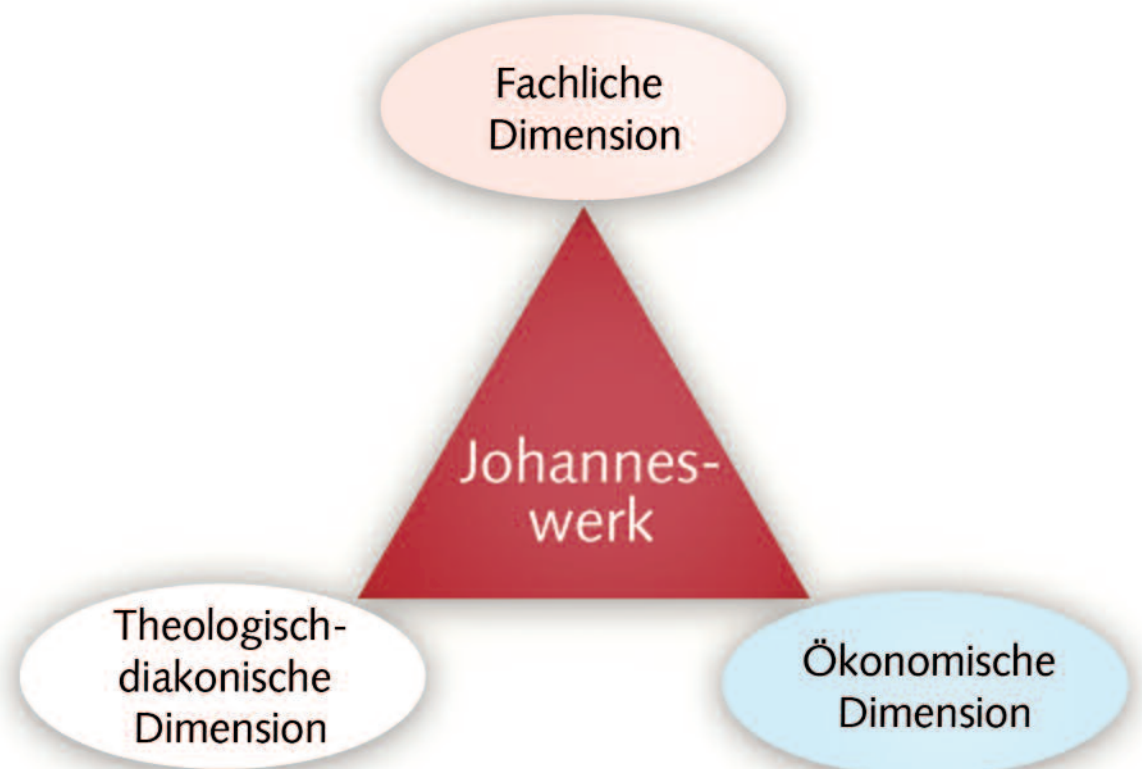 Fachliche
Dimension
Johannes-
werk
Theologisch-
diakonische
Dimension
Ökonomische
Dimension